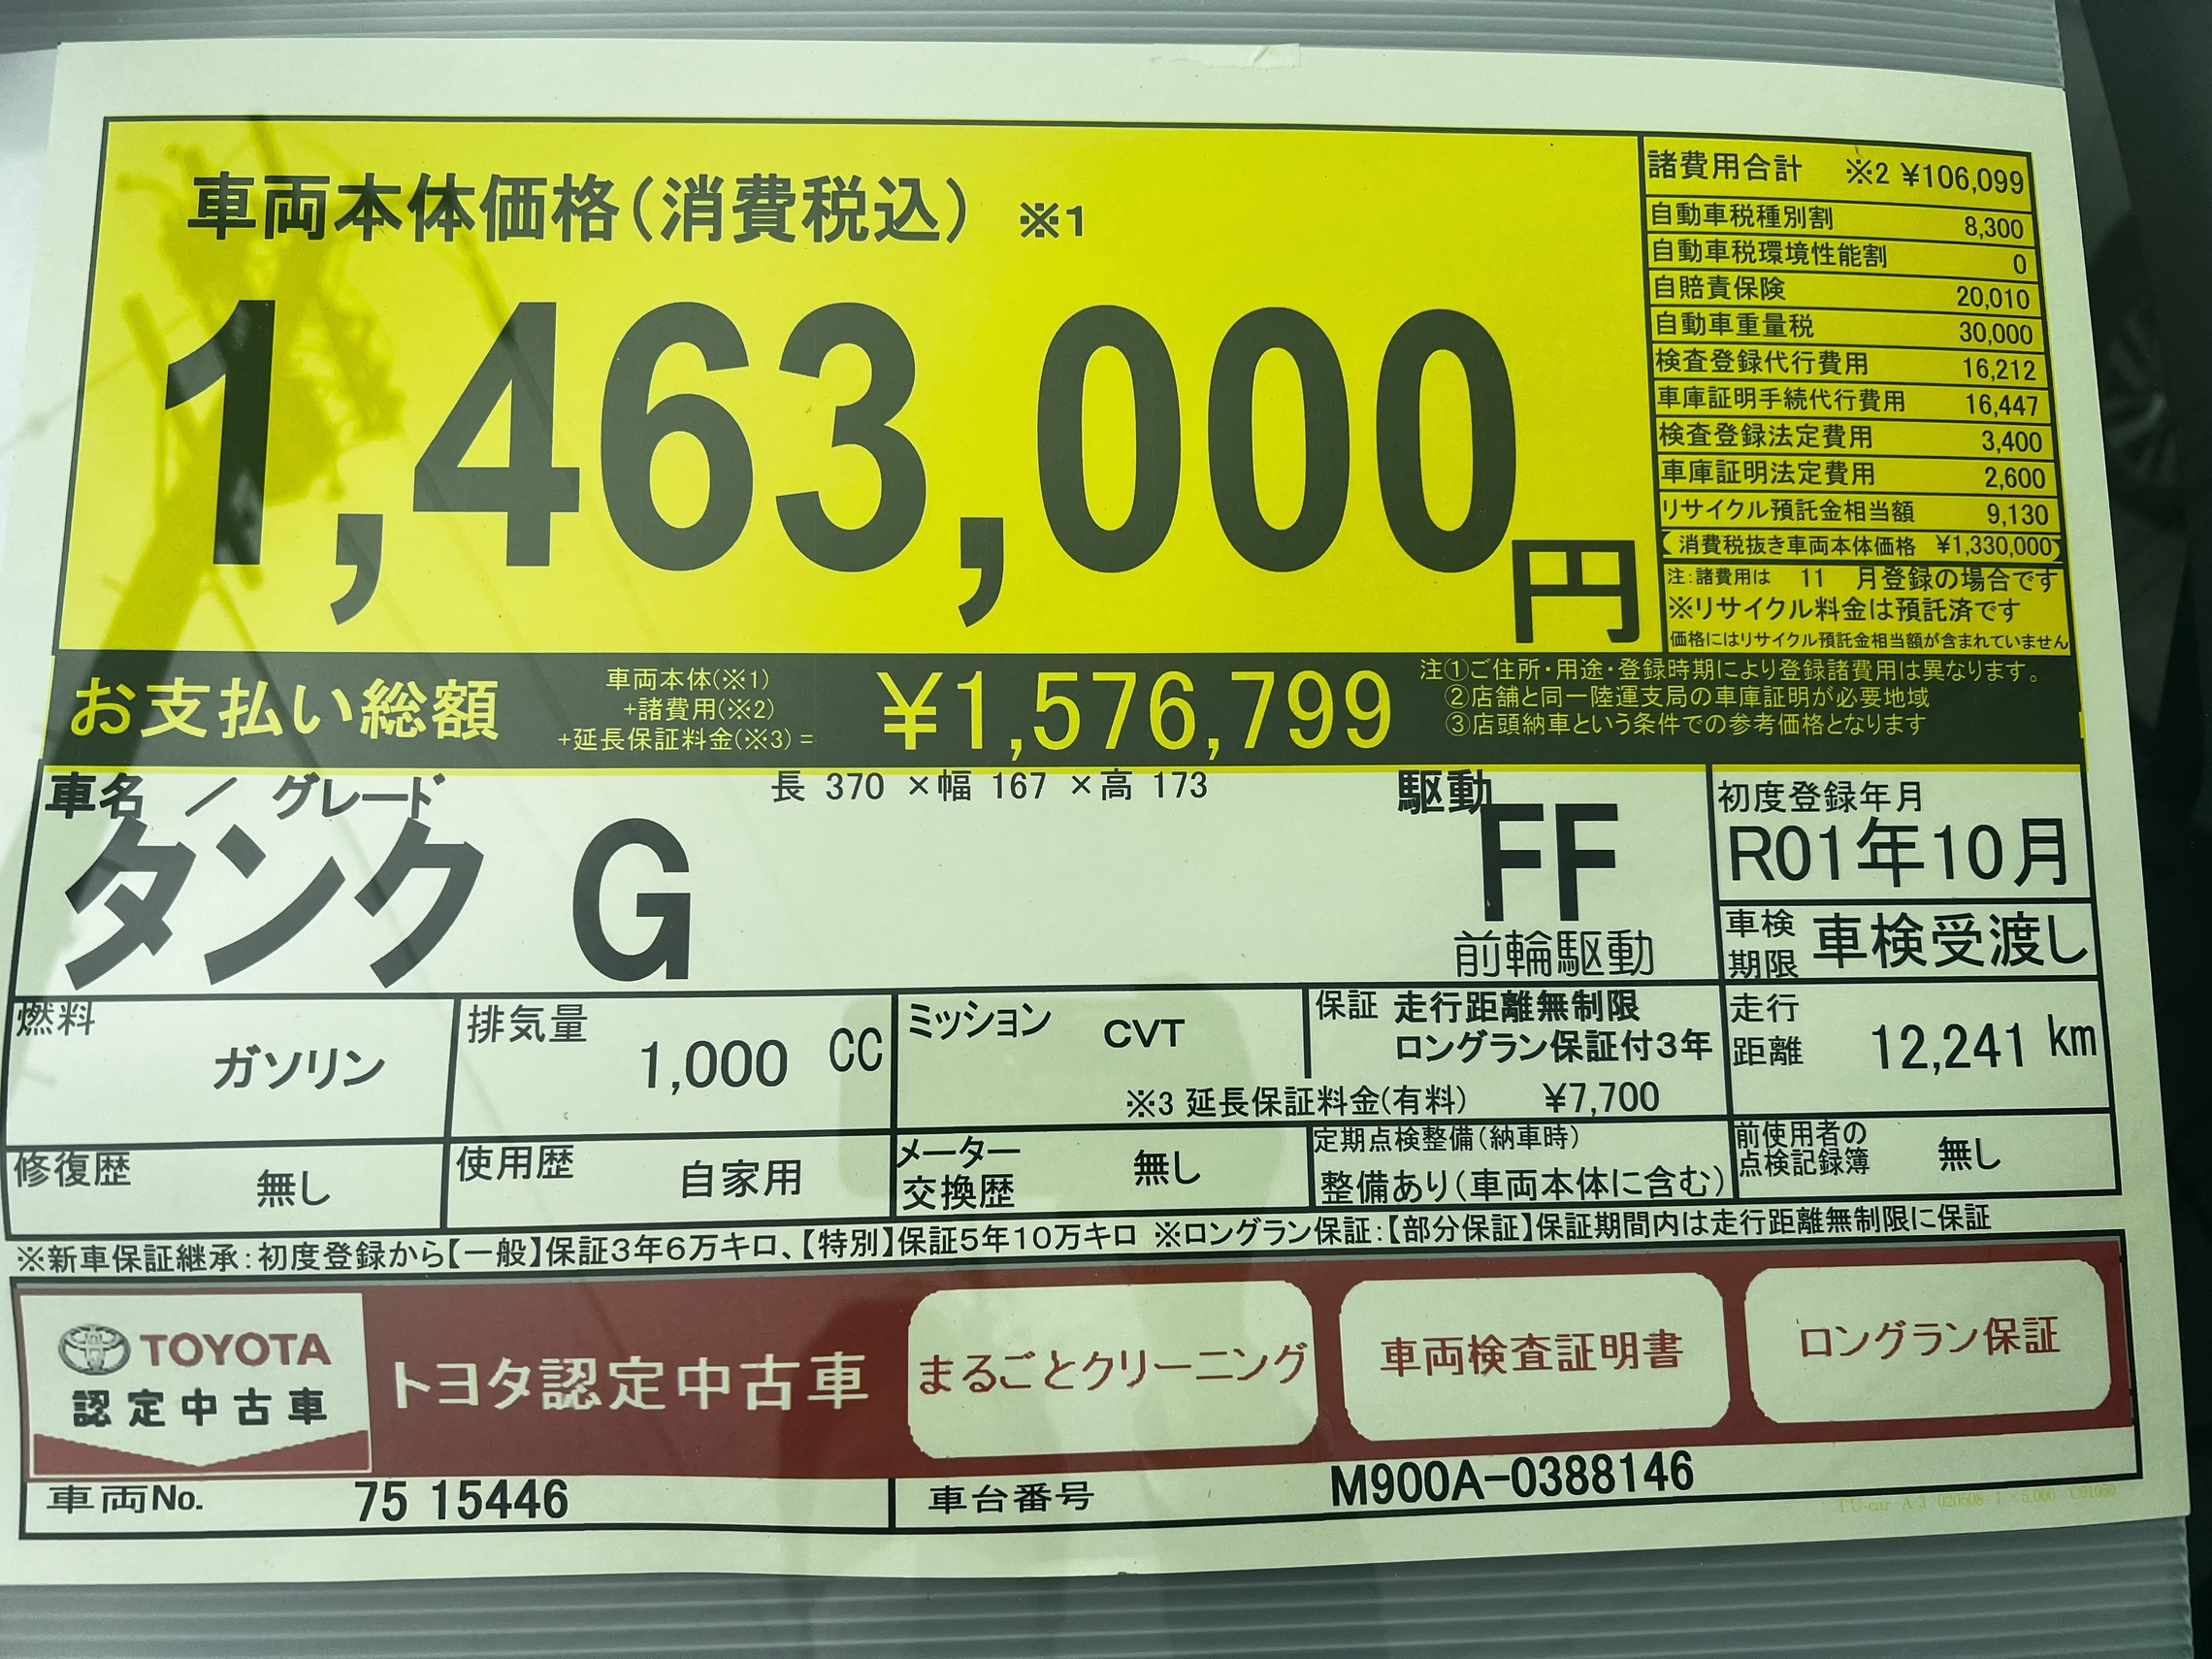 車両本体価格(消費税込) ※1
1,463,000円
諸費用合計 ※2 ¥106,099
自動車税種別割 8,300
自動車税環境性能割 0
自賠責保険 20,010
自動車重量税 30,000
検査登録代行費用 16,212
車庫証明手続代行費用 16,447
検査登録法定費用 3,400
車庫証明法定費用 2,600
リサイクル預託金相当額 9,130
(消費税抜き車両本体価格 ¥1,330,000)
注:諸費用は 11 月登録の場合です
※リサイクル料金は預託済です
価格にはリサイクル預託金相当額が含まれていません
お支払い総額
車両本体(※1)
+諸費用(※2)
+延長保証料金(※3)=
¥1,576,799
注①ご住所・用途・登録時期により登録諸費用は異なります。
②店舗と同一陸運支局の車庫証明が必要地域
③店頭納車という条件での参考価格となります
車名 / グレード
長 370 ×幅 167 ×高 173
タンク G
駆動
FF
前輪駆動
初度登録年月
R01年10月
車検期限 車検受渡し
燃料
ガソリン
排気量
1,000 CC
ミッション CVT
保証 走行距離無制限
ロングラン保証付3年
※3 延長保証料金(有料) ¥7,700
走行距離 12,241 km
修復歴 無し
使用歴 自家用
メーター交換歴 無し
定期点検整備(納車時)
整備あり(車両本体に含む)
前使用者の点検記録簿 無し
※新車保証継承:初度登録から【一般】保証3年6万キロ、【特別】保証5年10万キロ ※ロングラン保証:【部分保証】保証期間内は走行距離無制限に保証
TOYOTA
認定中古車
トヨタ認定中古車
まるごとクリーニング
車両検査証明書
ロングラン保証
車両No. 75 15446
車台番号 M900A-0388146